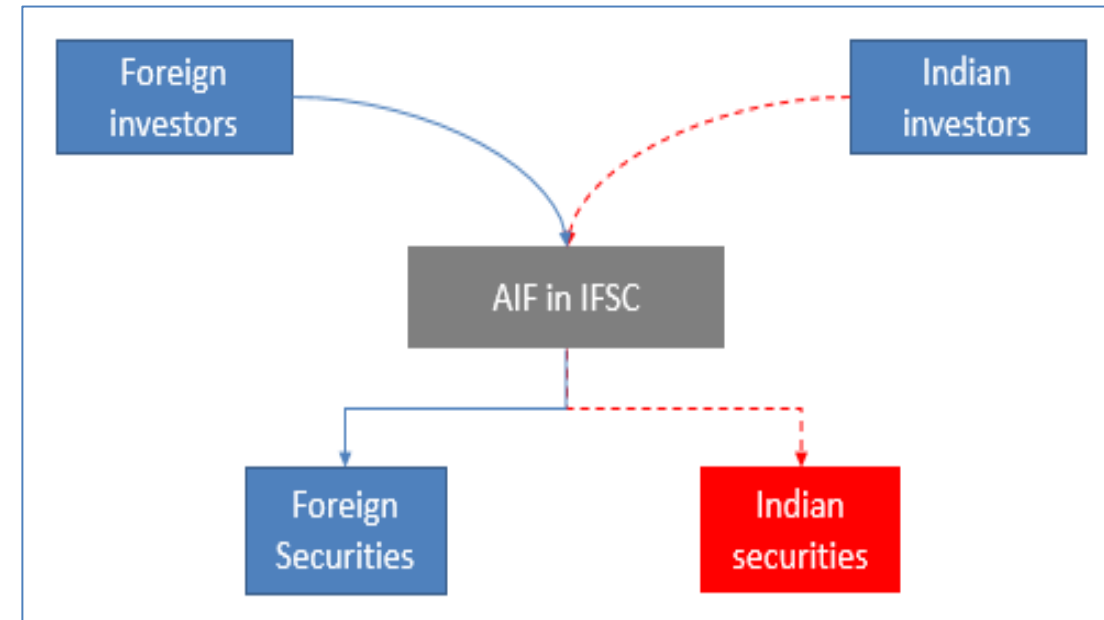 Foreign
investors
Indian
investors
AIF in IFSC
Foreign
Securities
Indian
securities